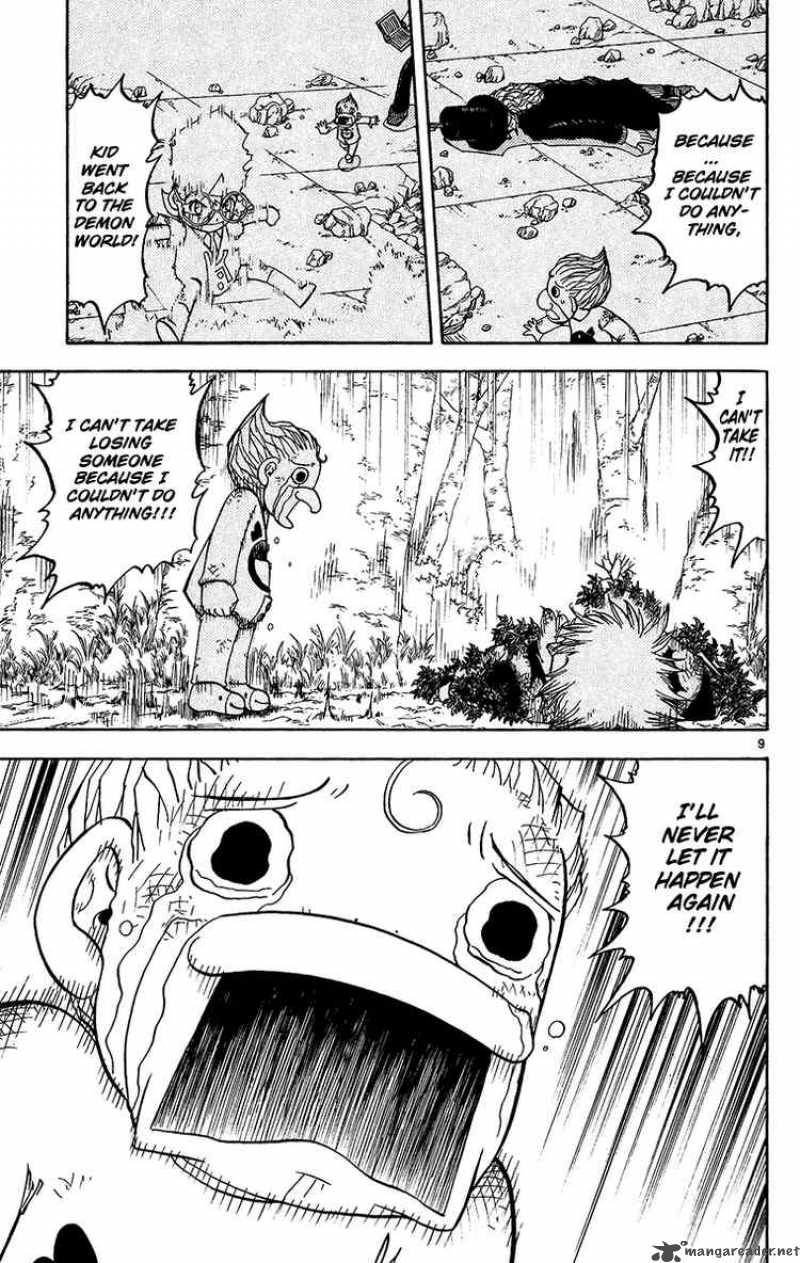 BECAUSE
...
BECAUSE
I COULDN'T
DO ANY-
THING,
KID
WENT
BACK
TO THE
DEMON
WORLD!
I
CAN'T
TAKE
IT!!
I CAN'T TAKE
LOSING
SOMEONE
BECAUSE I
COULDN'T DO
ANYTHING!!!
9
I'LL
NEVER
LET IT
HAPPEN
AGAIN
!!!
mangareader.net